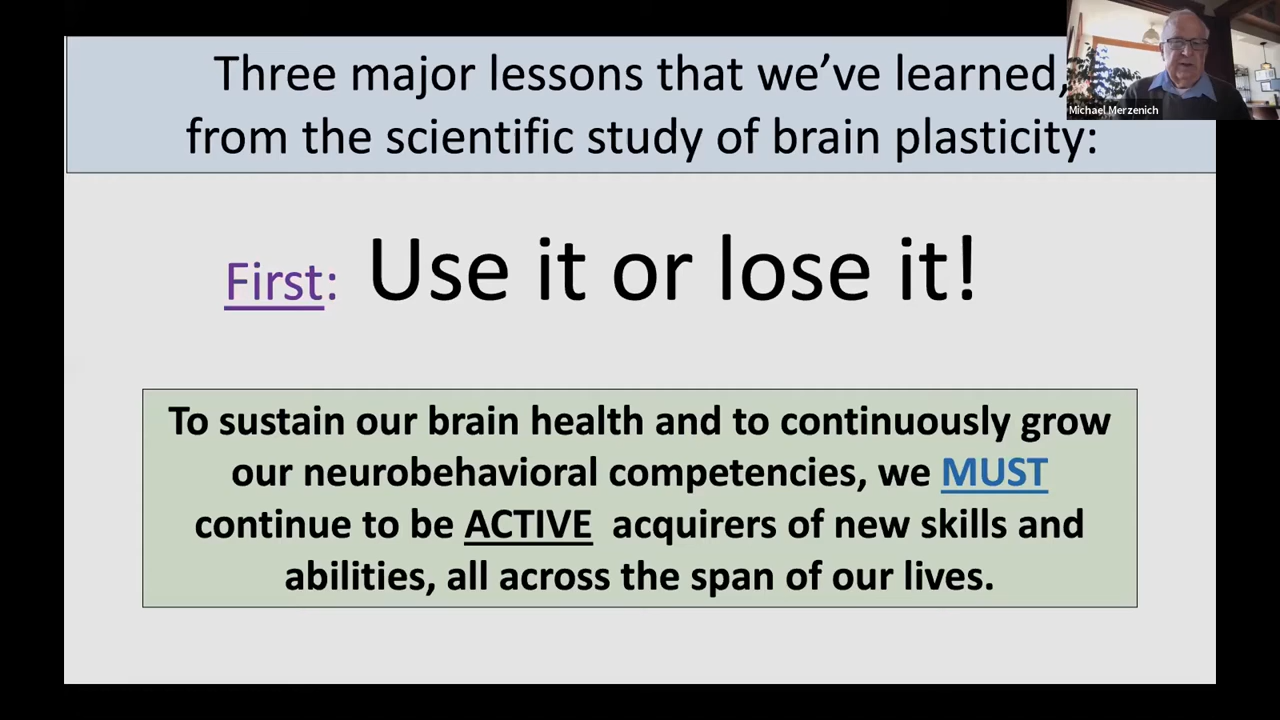 Three major lessons that we’ve learned,
from the scientific study of brain plasticity:
Michael Merzenich
First: Use it or lose it!
To sustain our brain health and to continuously grow
our neurobehavioral competencies, we MUST
continue to be ACTIVE acquirers of new skills and
abilities, all across the span of our lives.